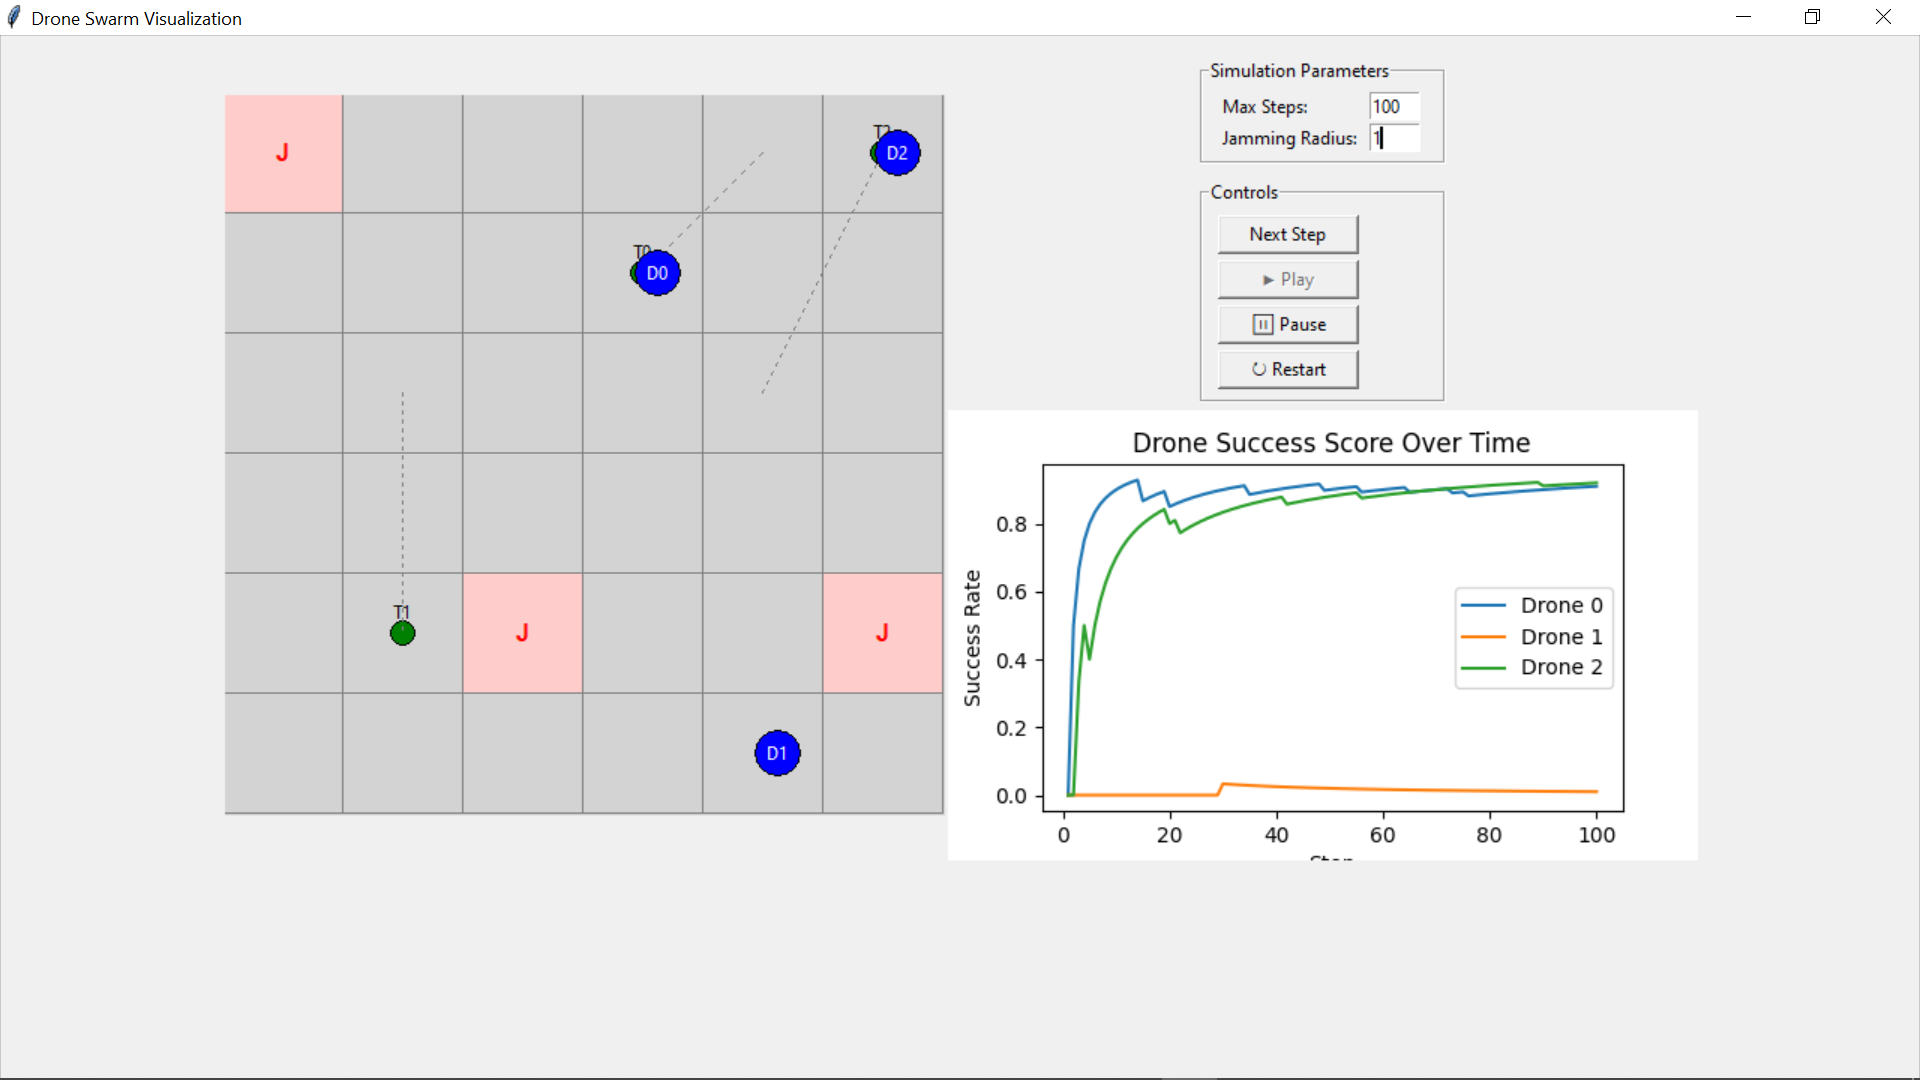 Drone Swarm Visualization
Simulation Parameters
Max Steps: 100
Jamming Radius: 1
Controls
Next Step
► Play
Pause
↻ Restart
J
D2
T0
D0
T1
J
J
D1
Drone Success Score Over Time
Success Rate
0.8
0.6
0.4
0.2
0.0
Drone 0
Drone 1
Drone 2
0 20 40 60 80 100